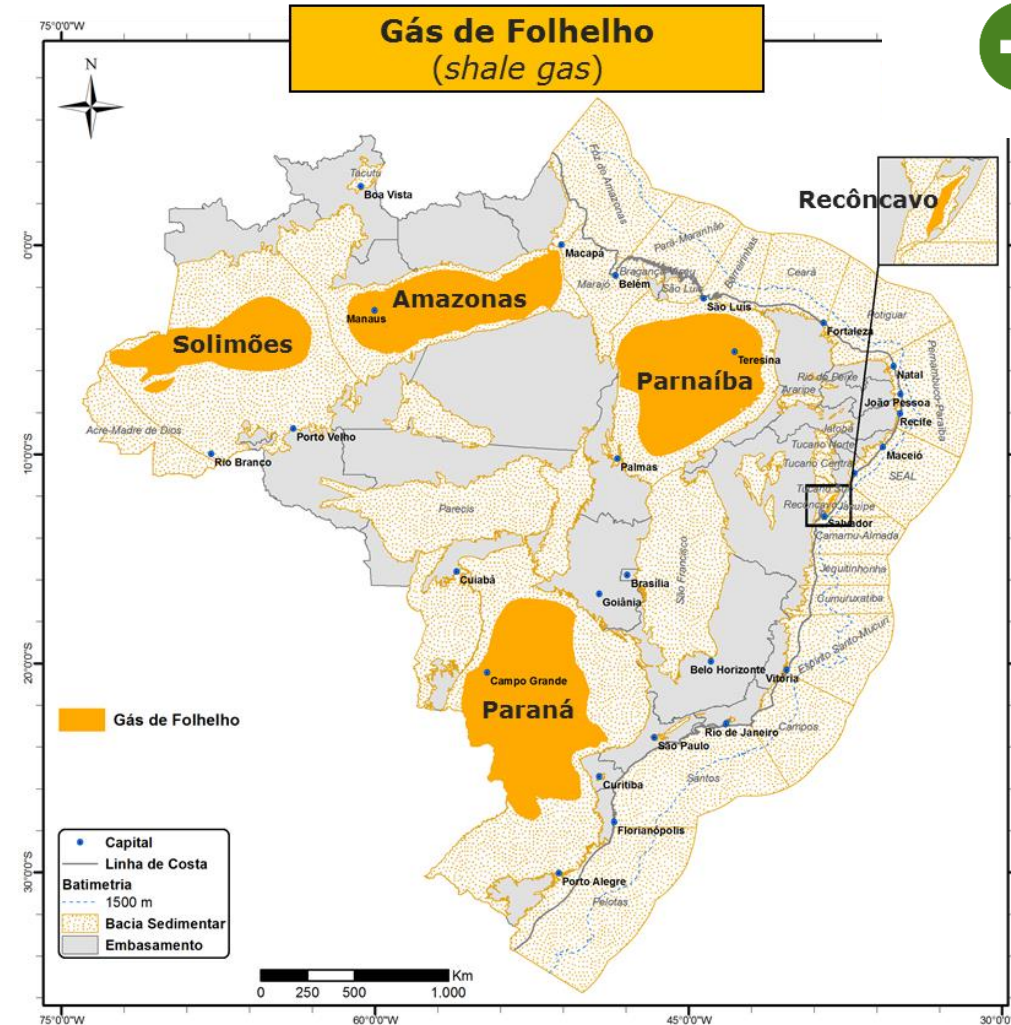 75°0'0"W
Gás de Folhelho
(shale gas)
N
Tacutu
Boa Vista
Fóz do Amazonas
Recôncavo
0°0'0"
Macapá
Pará-Maranhão
Barreirinhas
Marajó
Belém
São Luis
São Luís
Ceará
Amazonas
Manaus
Potiguar
Fortaleza
Solimões
Teresina
Parnaíba
Pernambuco-Paraíba
Natal
Rio do Peixe
Araripe
João Pessoa
Recife
Acre-Madre de Dios
Porto Velho
Jatobá
Tucano Norte
Maceió
10°0'0"S
Rio Branco
Palmas
Tucano Central
SEAL
Tucano Sul
Recôncavo
Jacuípe
Salvador
Parecis
Camamu-Almada
Cuiabá
São Francisco
Brasília
Jequitinhonha
Goiânia
Cumuruxatiba
Espírito Santo-Mucuri
20°0'0"S
Belo Horizonte
Vitória
Campo Grande
Paraná
Gás de Folhelho
Campos
Rio de Janeiro
São Paulo
Santos
Curitiba
Florianópolis
Capital
Linha de Costa
Batimetria
1500 m
Bacia Sedimentar
Embasamento
30°0'0"S
Porto Alegre
Pelotas
Km
0 250 500 1.000
75°0'0"W 60°0'0"W 45°0'0"W 30°0'0"